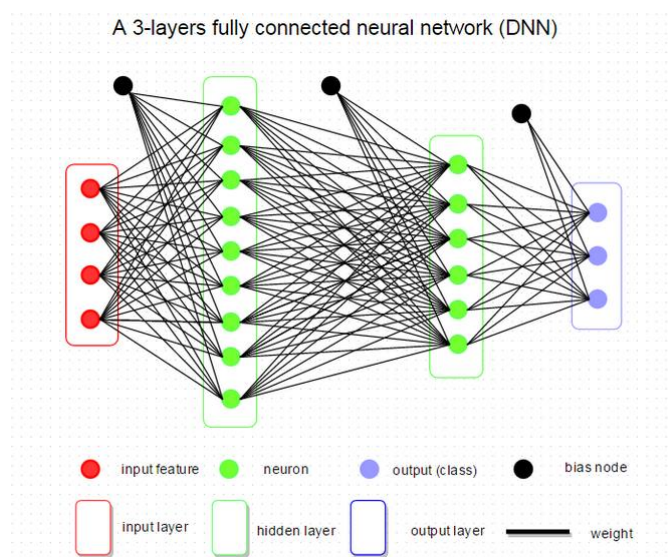 A 3-layers fully connected neural network (DNN)
input feature neuron output (class) bias node
input layer hidden layer output layer weight